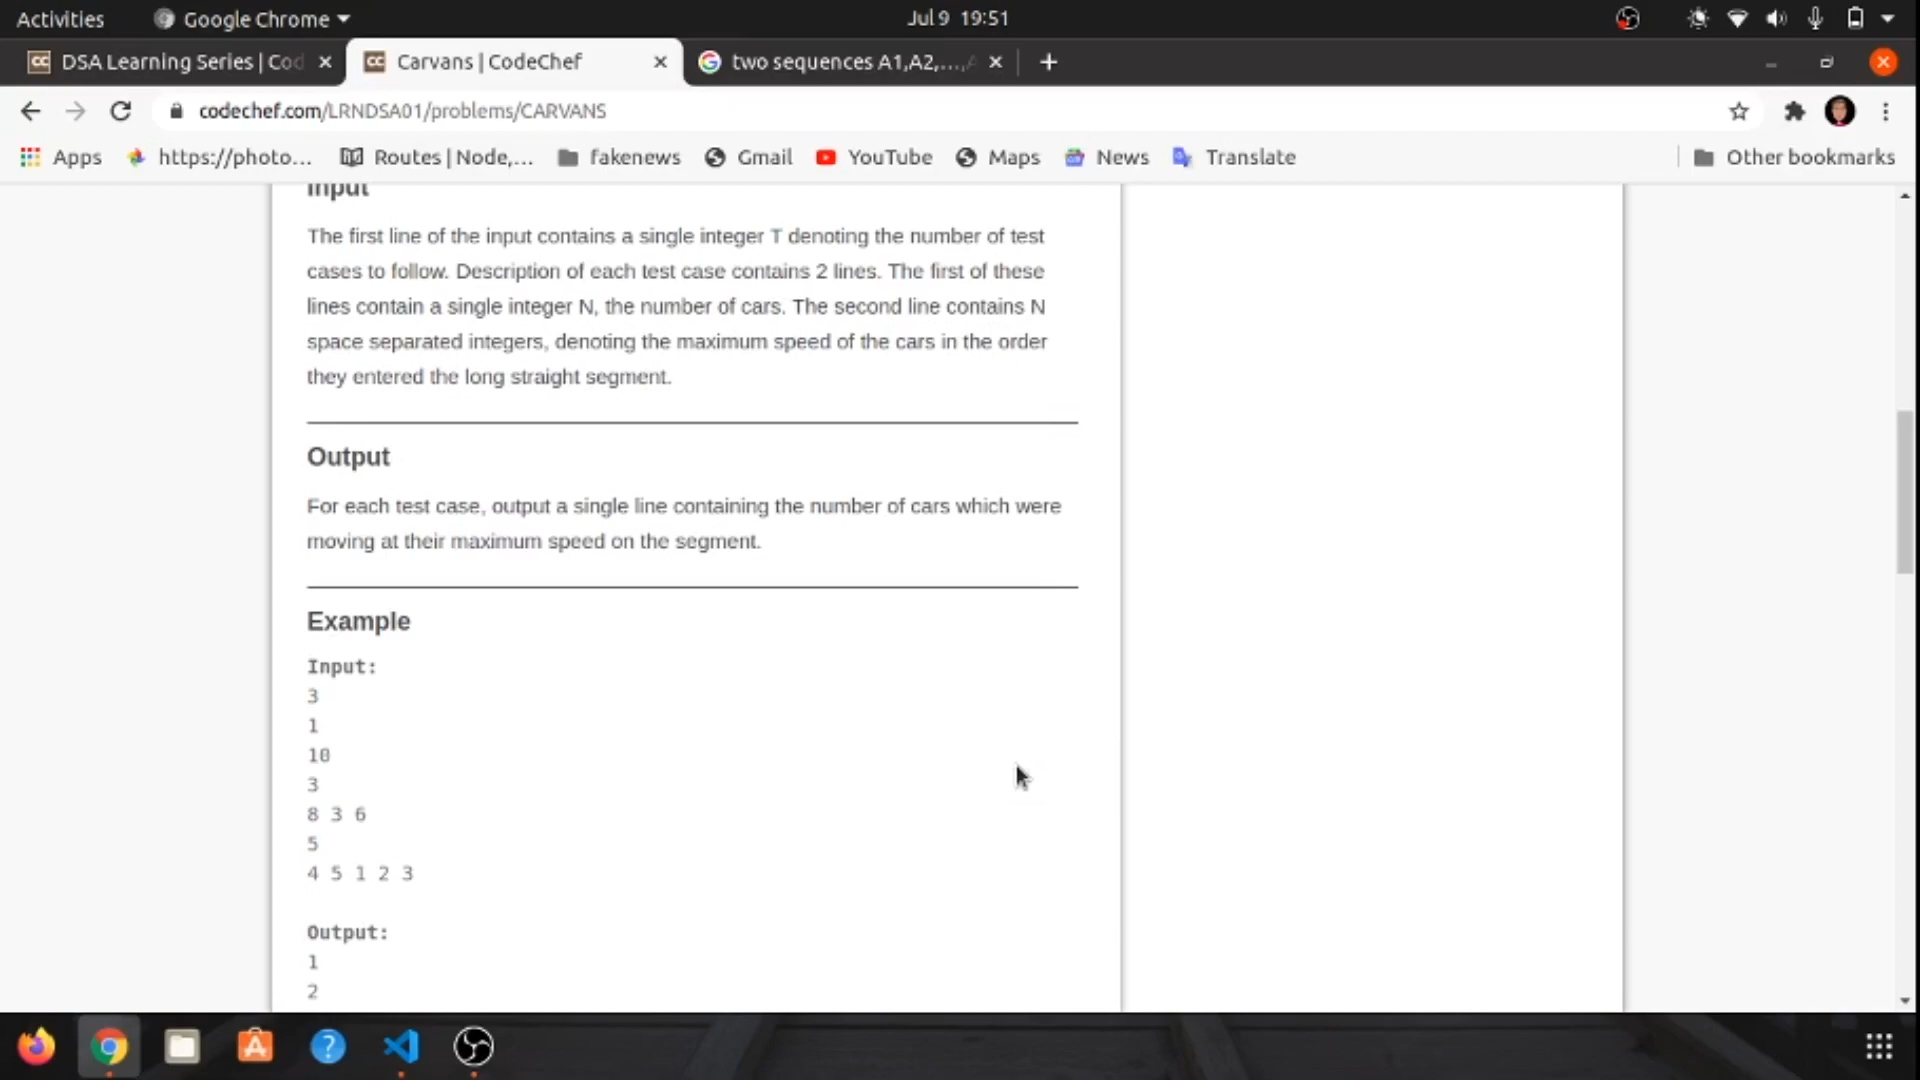 Activities
Google Chrome
Jul 9 19:51
DSA Learning Series | Cod
Carvans | CodeChef
two sequences A1,A2,...,A
codechef.com/LRNDSA01/problems/CARVANS
Apps
https://photo...
Routes | Node,...
fakenews
Gmail
YouTube
Maps
News
Translate
Other bookmarks
Input
The first line of the input contains a single integer T denoting the number of test
cases to follow. Description of each test case contains 2 lines. The first of these
lines contain a single integer N, the number of cars. The second line contains N
space separated integers, denoting the maximum speed of the cars in the order
they entered the long straight segment.
Output
For each test case, output a single line containing the number of cars which were
moving at their maximum speed on the segment.
Example
Input:
3
1
10
3
8 3 6
5
4 5 1 2 3
Output:
1
2